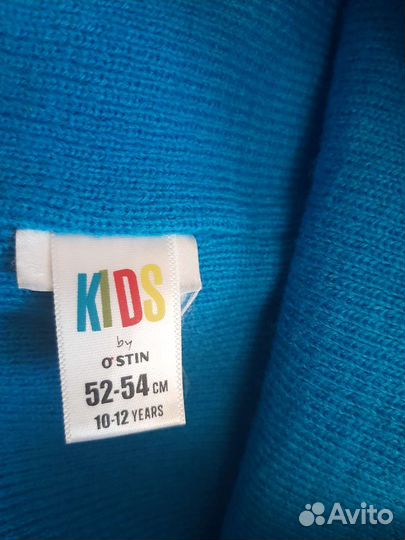 KIDS
by
O'STIN
52-54 CM
10-12 YEARS
Avito